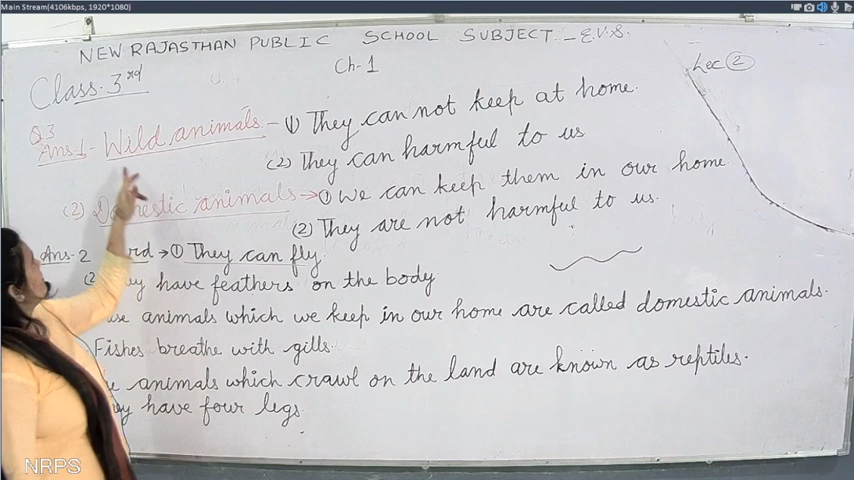 Main Stream(4106kbps, 1920*1080)
NEW RAJASTHAN PUBLIC SCHOOL SUBJECT - E.V.S.
Class 3rd
Ch-1
Lec 2
Q.3
Ans.1 - Wild animals - (1) They can not keep at home.
(2) They can harmful to us
(2) Domestic animals → (1) We can keep them in our home.
(2) They are not harmful to us.
Ans. 2 → (1) They can fly.
(2) have feathers on the body
animals which we keep in our home are called domestic animals.
Fishes breathe with gills.
animals which crawl on the land are known as reptiles.
have four legs.
NRPS